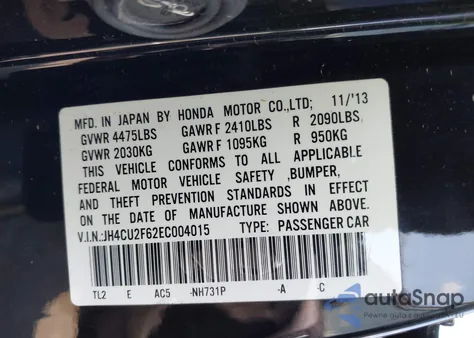 MFD. IN JAPAN BY HONDA MOTOR CO.,LTD; 11/'13
GVWR 4475LBS GAWR F 2410LBS R 2090LBS
GVWR 2030KG GAWR F 1095KG R 950KG
THIS VEHICLE CONFORMS TO ALL APPLICABLE
FEDERAL MOTOR VEHICLE SAFETY ,BUMPER,
AND THEFT PREVENTION STANDARDS IN EFFECT
ON THE DATE OF MANUFACTURE SHOWN ABOVE.
V.I.N.:JH4CU2F62EC004015 TYPE: PASSENGER CAR
TL2 E AC5 -NH731P -A -C
autoSnap